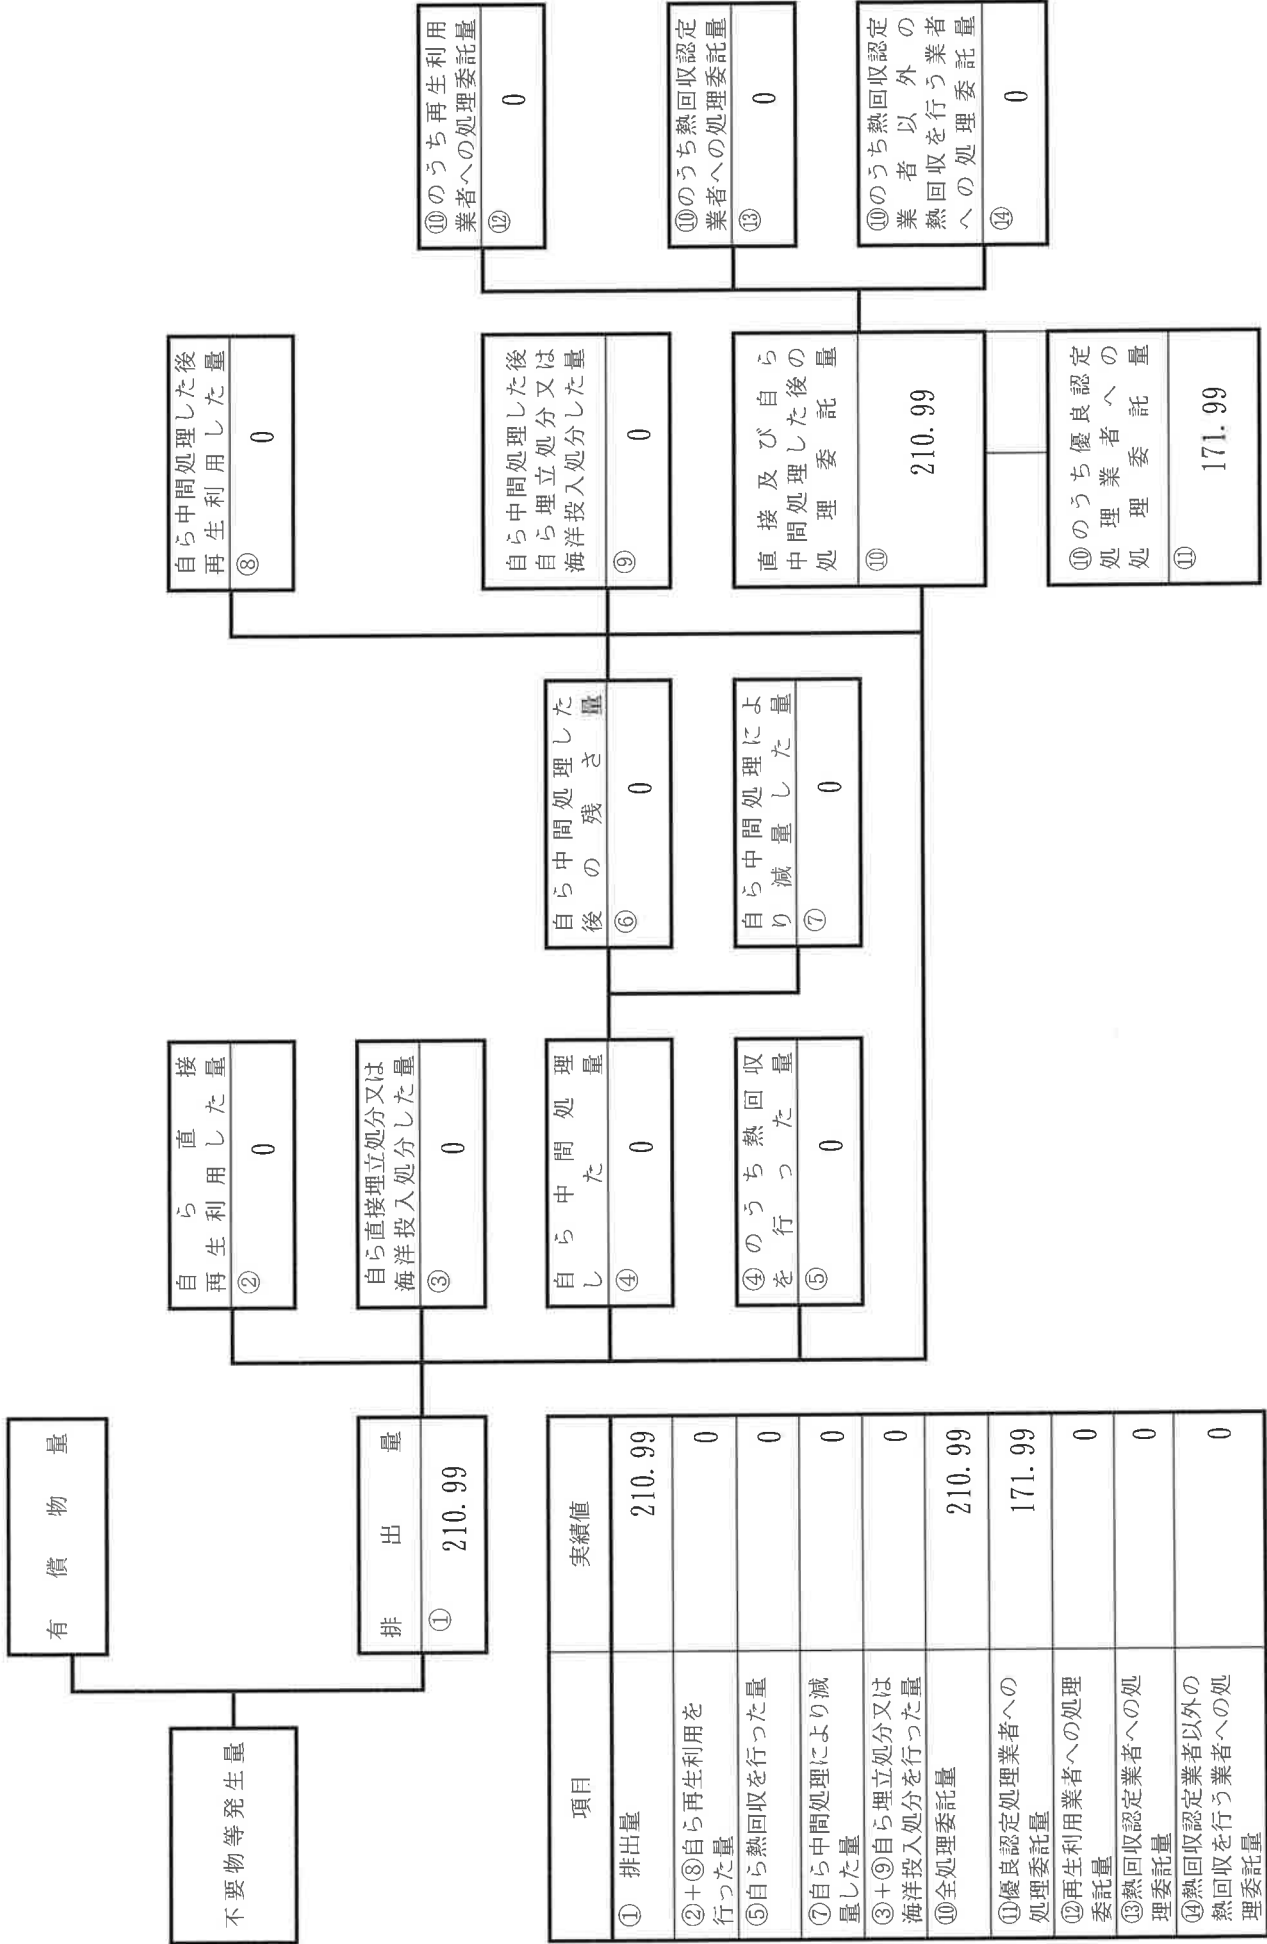 不要物等発生量
有償物量
排出量
① 210.99
自ら直接
再生利用した量
② 0
自ら直接埋立処分又は
海洋投入処分した量
③ 0
自ら中間処理
した量
④ 0
④のうち熱回収
を行った量
⑤ 0
自ら中間処理した
後の残さ量
⑥ 0
自ら中間処理によ
り減量した量
⑦ 0
自ら中間処理した後
再生利用した量
⑧ 0
自ら中間処理した後
自ら埋立処分又は
海洋投入処分した量
⑨ 0
直接及び自ら
中間処理した後の
処理委託量
⑩ 210.99
⑩のうち優良認定
処理業者への
処理委託量
⑪ 171.99
⑩のうち再生利用
業者への処理委託量
⑫ 0
⑩のうち熱回収認定
業者への処理委託量
⑬ 0
⑩のうち熱回収認定
業者以外の
熱回収を行う業者
への処理委託量
⑭ 0
項目 実績値
① 排出量 210.99
②+⑧自ら再生利用を
行った量 0
⑤自ら熱回収を行った量 0
⑦自ら中間処理により減
量した量 0
③+⑨自ら埋立処分又は
海洋投入処分を行った量 0
⑩全処理委託量 210.99
⑪優良認定処理業者への
処理委託量 171.99
⑫再生利用業者への処理
委託量 0
⑬熱回収認定業者への処
理委託量 0
⑭熱回収認定業者以外の
熱回収を行う業者への処
理委託量 0